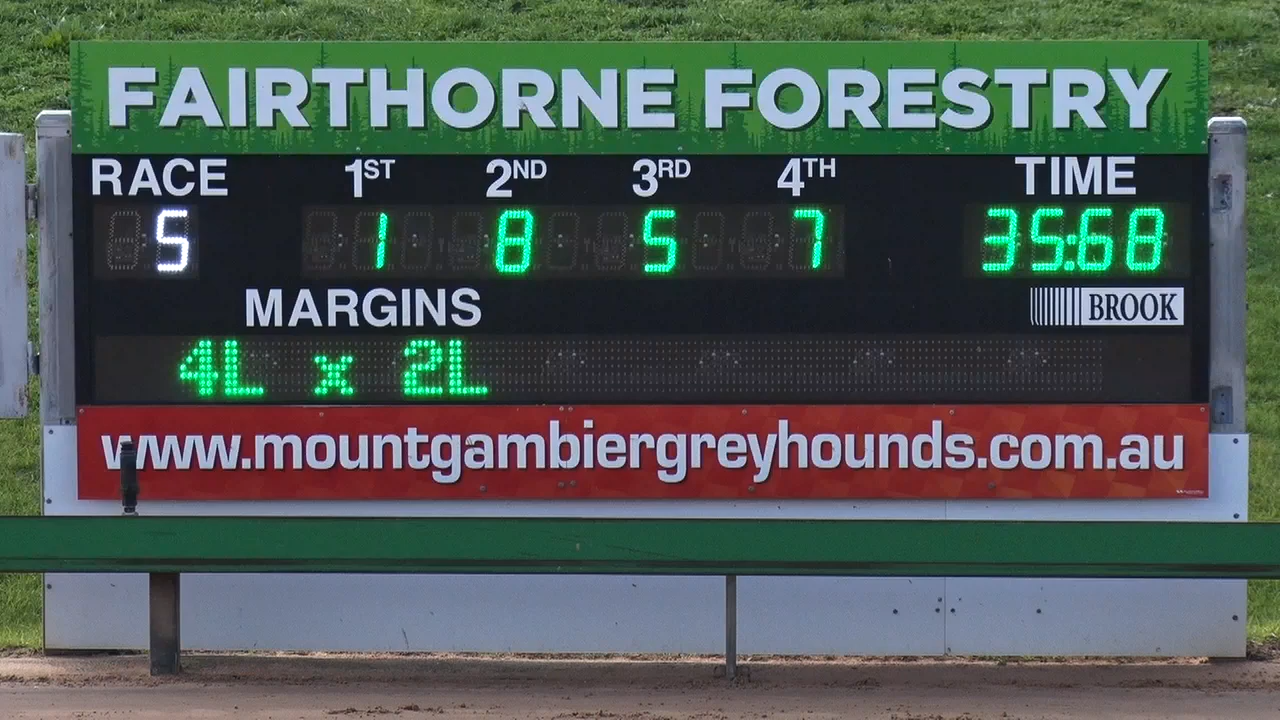 FAIRTHORNE FORESTRY
RACE 1ST 2ND 3RD 4TH TIME
5 1 8 5 7 35:68
MARGINS
BROOK
4L x 2L
www.mountgambiergreyhounds.com.au